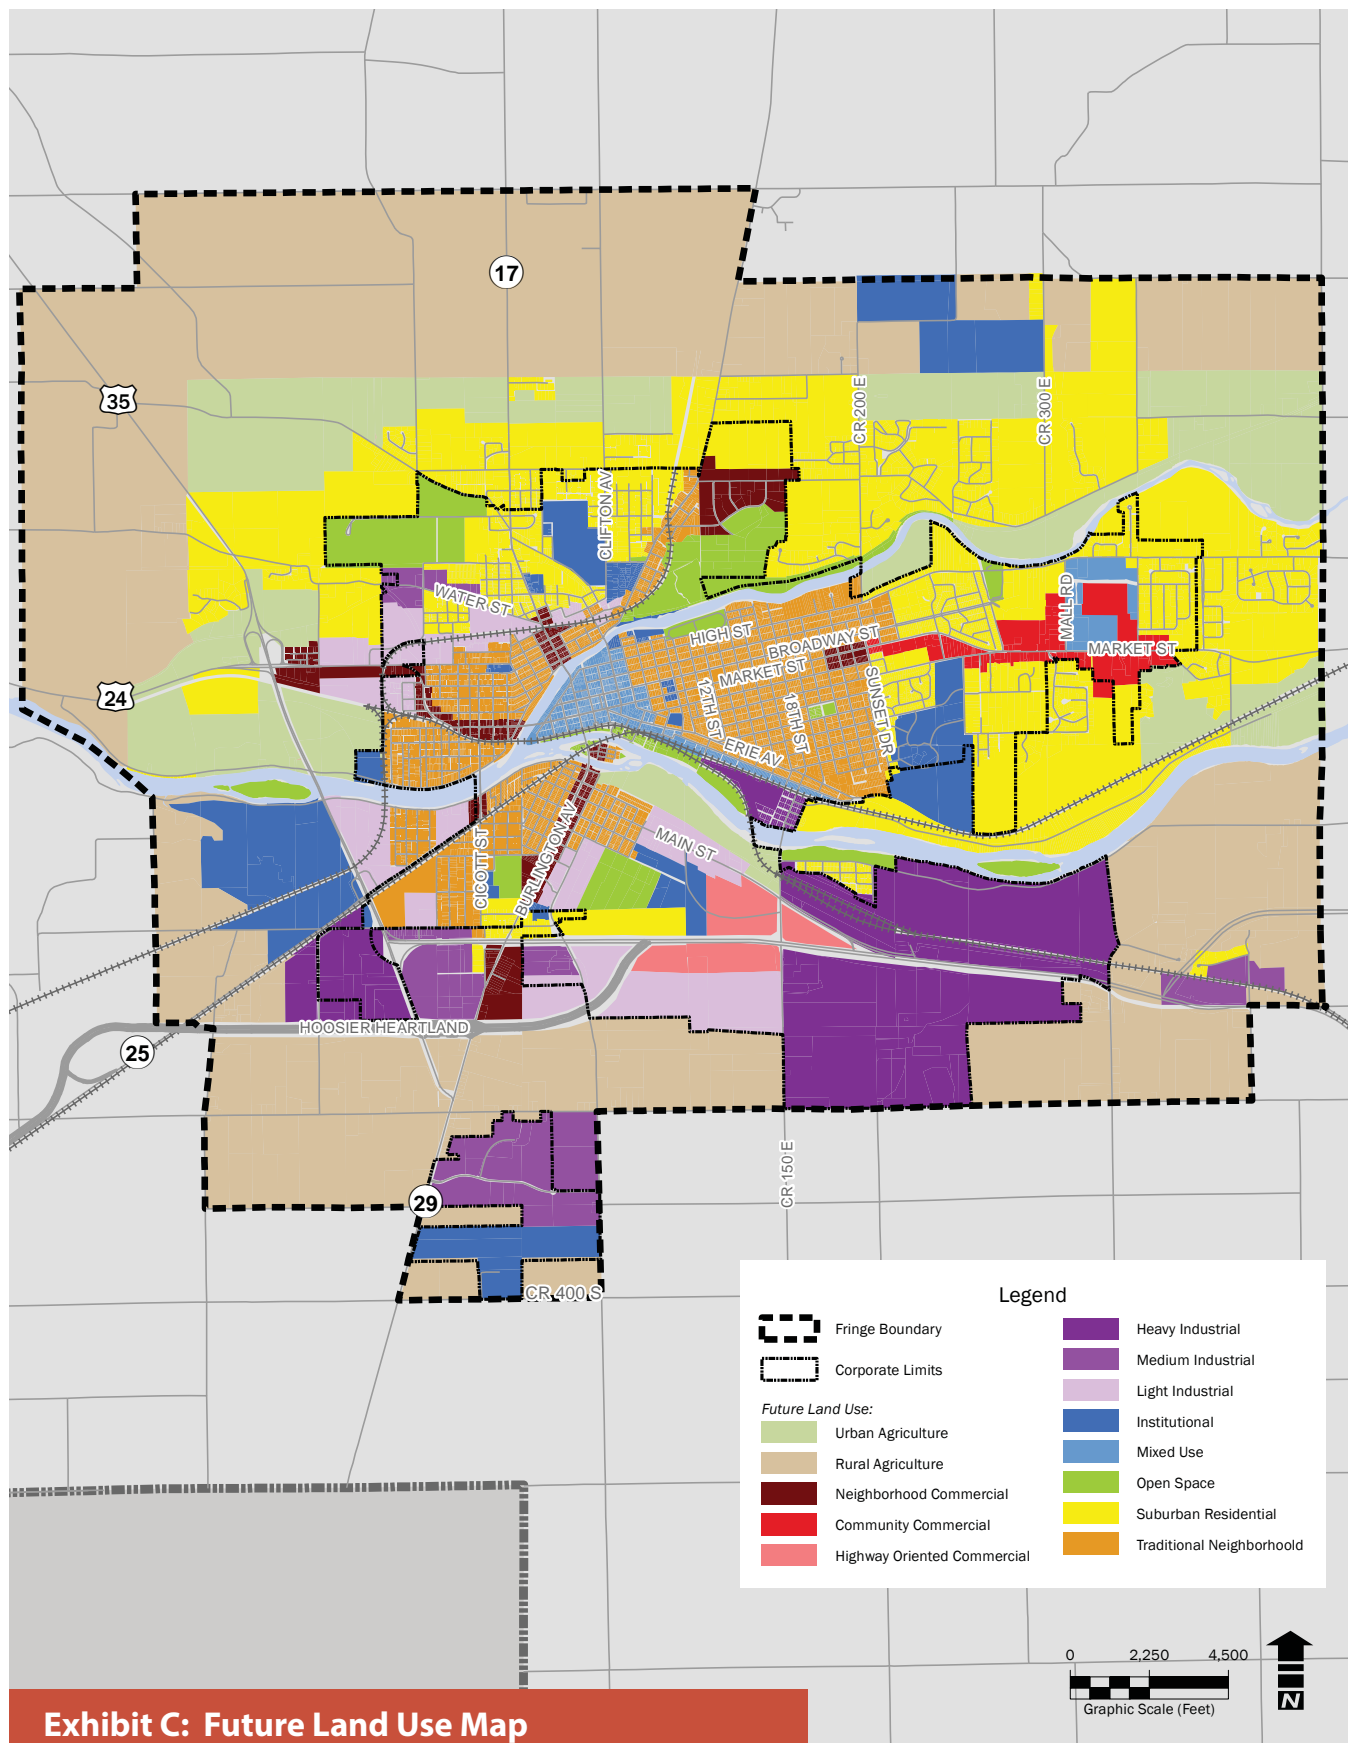 17
35
CR 200 E
CR 300 E
CLIFTON AV
WATER ST
MALL RD
HIGH ST
BROADWAY ST
MARKET ST
MARKET ST
24
12TH ST
18TH ST
SUNSET DR
ERIE AV
BURLINGTON AV
MAIN ST
CICOTT ST
HOOSIER HEARTLAND
25
CR 150 E
29
CR 400 S
Legend
Fringe Boundary
Corporate Limits
Future Land Use:
Urban Agriculture
Rural Agriculture
Neighborhood Commercial
Community Commercial
Highway Oriented Commercial
Heavy Industrial
Medium Industrial
Light Industrial
Institutional
Mixed Use
Open Space
Suburban Residential
Traditional Neighborhoold
0 2,250 4,500
Graphic Scale (Feet)
N
Exhibit C: Future Land Use Map